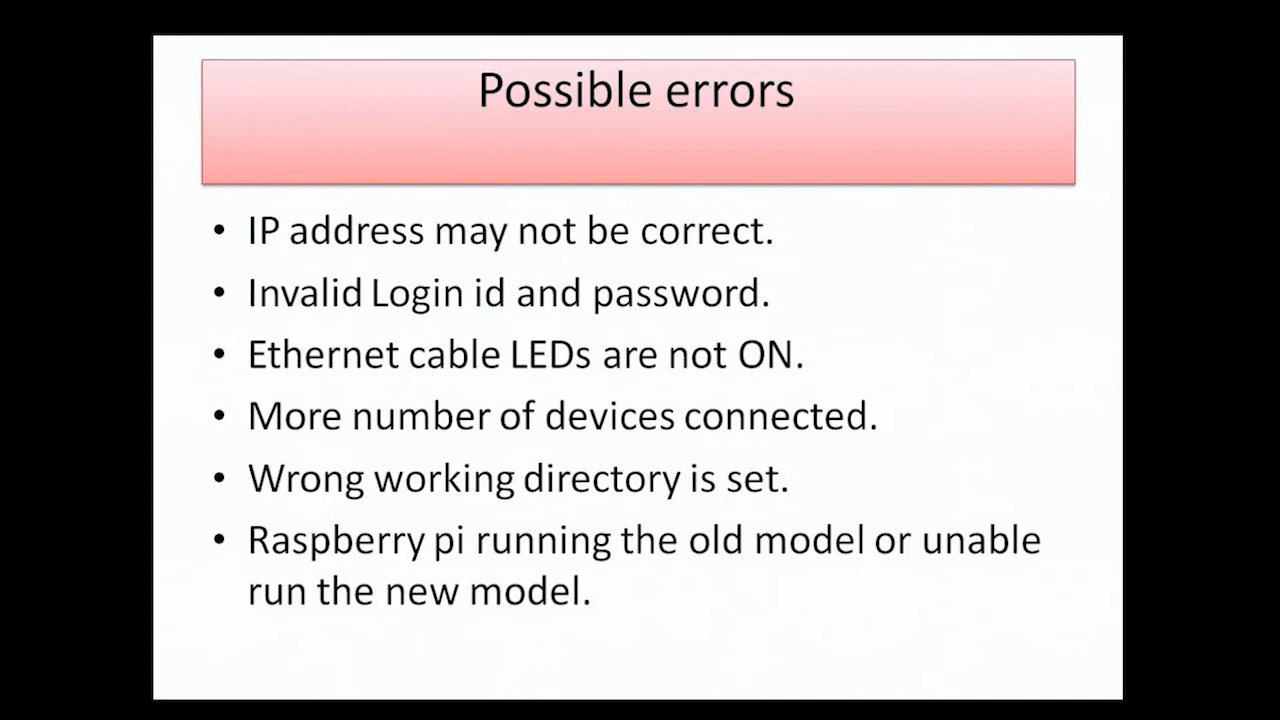 Possible errors
• IP address may not be correct.
• Invalid Login id and password.
• Ethernet cable LEDs are not ON.
• More number of devices connected.
• Wrong working directory is set.
• Raspberry pi running the old model or unable
run the new model.